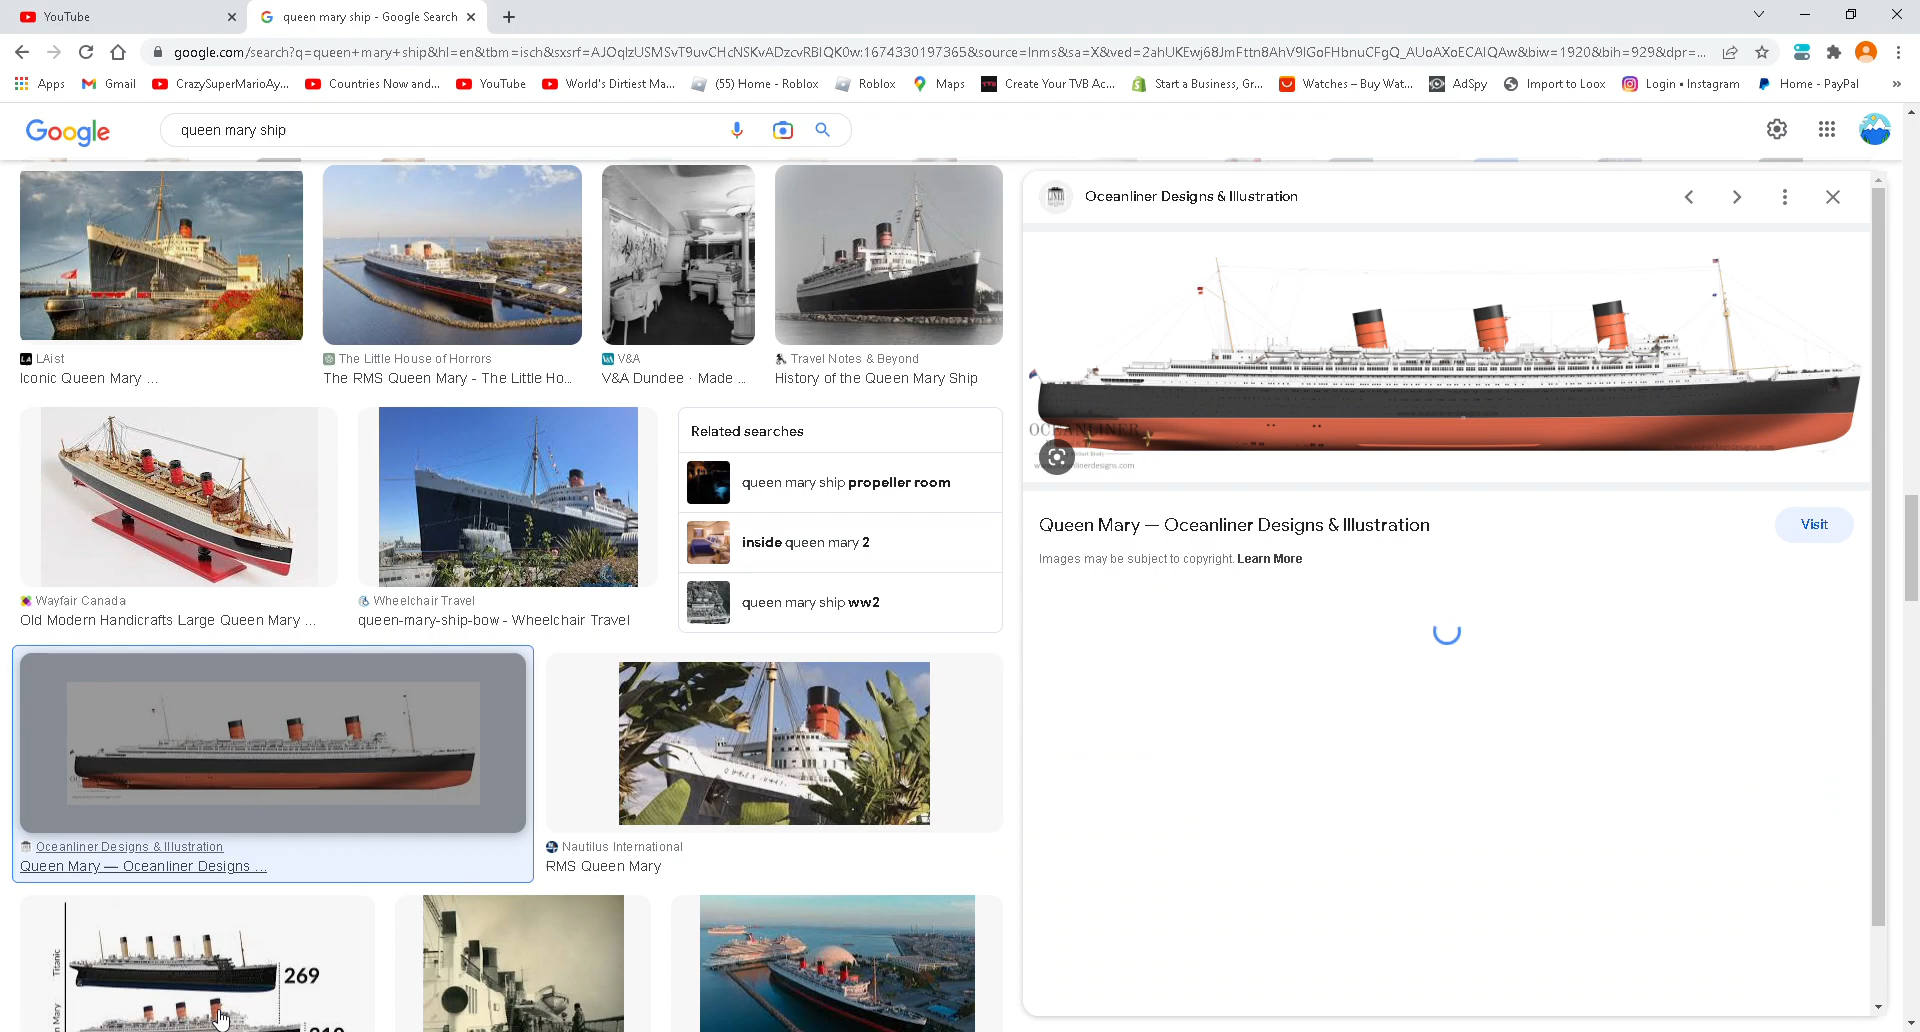 YouTube
queen mary ship - Google Search
google.com/search?q=queen+mary+ship&hl=en&tbm=isch&sxsrf=AJOqlzUSMSvT9uvCHcNSKvADzcvRBIQK0w:1674330197365&source=lnms&sa=X&ved=2ahUKEwj68JmFttn8AhV9IGoFHbnuCFgQ_AUoAXoECAIQAw&biw=1920&bih=929&dpr=...
Apps
Gmail
CrazySuperMarioAy...
Countries Now and...
YouTube
World's Dirtiest Ma...
(55) Home - Roblox
Roblox
Maps
Create Your TVB Ac...
Start a Business, Gr...
Watches – Buy Wat...
AdSpy
Import to Loox
Login • Instagram
Home - PayPal
»
Google
queen mary ship
LAist
Iconic Queen Mary ...
The Little House of Horrors
The RMS Queen Mary - The Little Ho...
V&A
V&A Dundee · Made ...
Travel Notes & Beyond
History of the Queen Mary Ship
Wayfair Canada
Old Modern Handicrafts Large Queen Mary ...
Wheelchair Travel
queen-mary-ship-bow - Wheelchair Travel
Related searches
queen mary ship propeller room
inside queen mary 2
queen mary ship ww2
Oceanliner Designs & Illustration
Queen Mary — Oceanliner Designs ...
Nautilus International
RMS Queen Mary
Titanic
269
Mary
Oceanliner Designs & Illustration
OCEANLINER
Queen Mary — Oceanliner Designs & Illustration
Visit
Images may be subject to copyright. Learn More